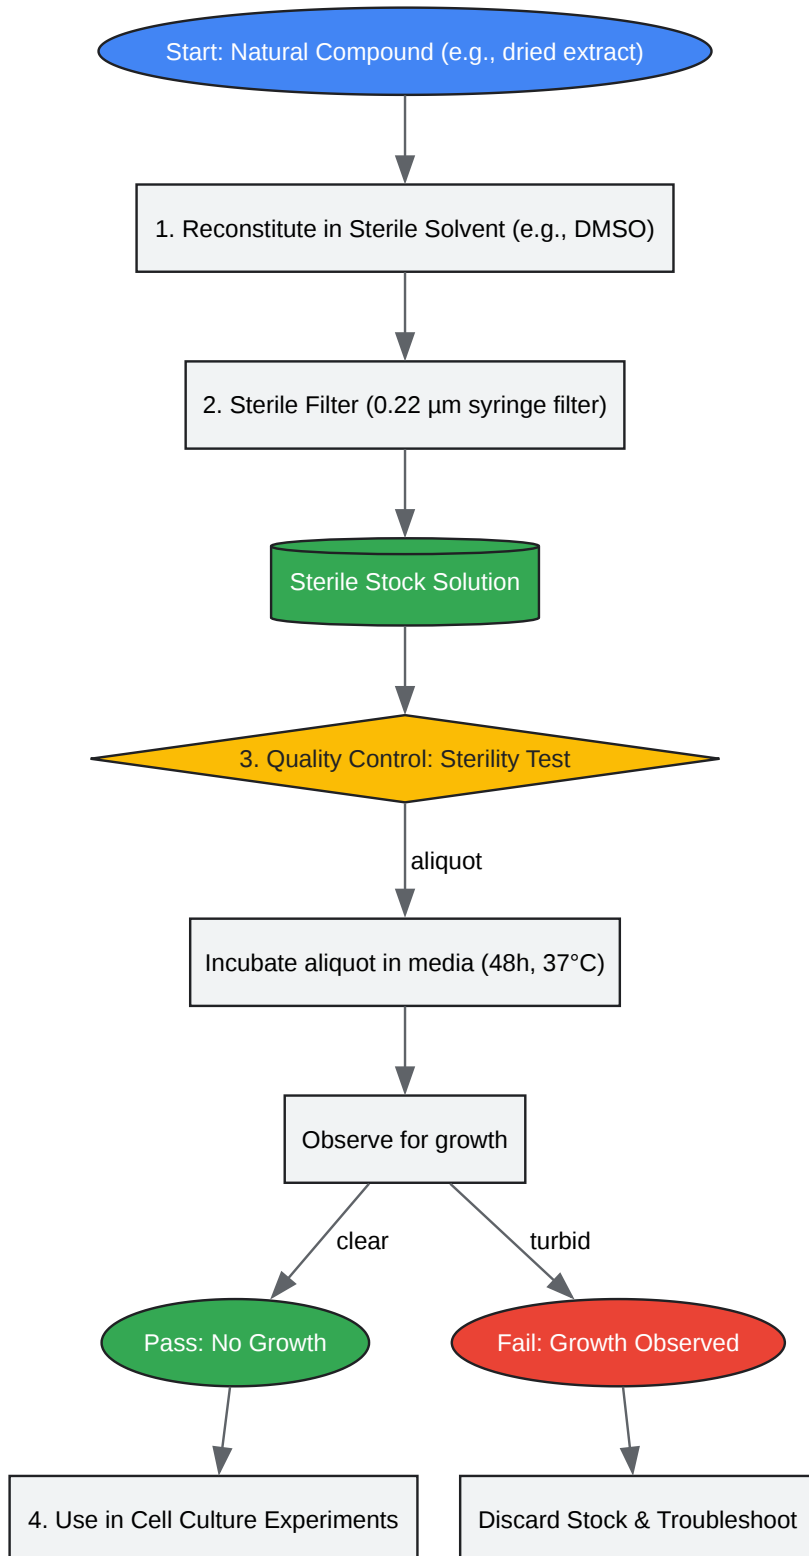 Start: Natural Compound (e.g., dried extract)
1. Reconstitute in Sterile Solvent (e.g., DMSO)
2. Sterile Filter (0.22 µm syringe filter)
Sterile Stock Solution
3. Quality Control: Sterility Test
aliquot
Incubate aliquot in media (48h, 37°C)
Observe for growth
clear
turbid
Pass: No Growth
Fail: Growth Observed
4. Use in Cell Culture Experiments
Discard Stock & Troubleshoot